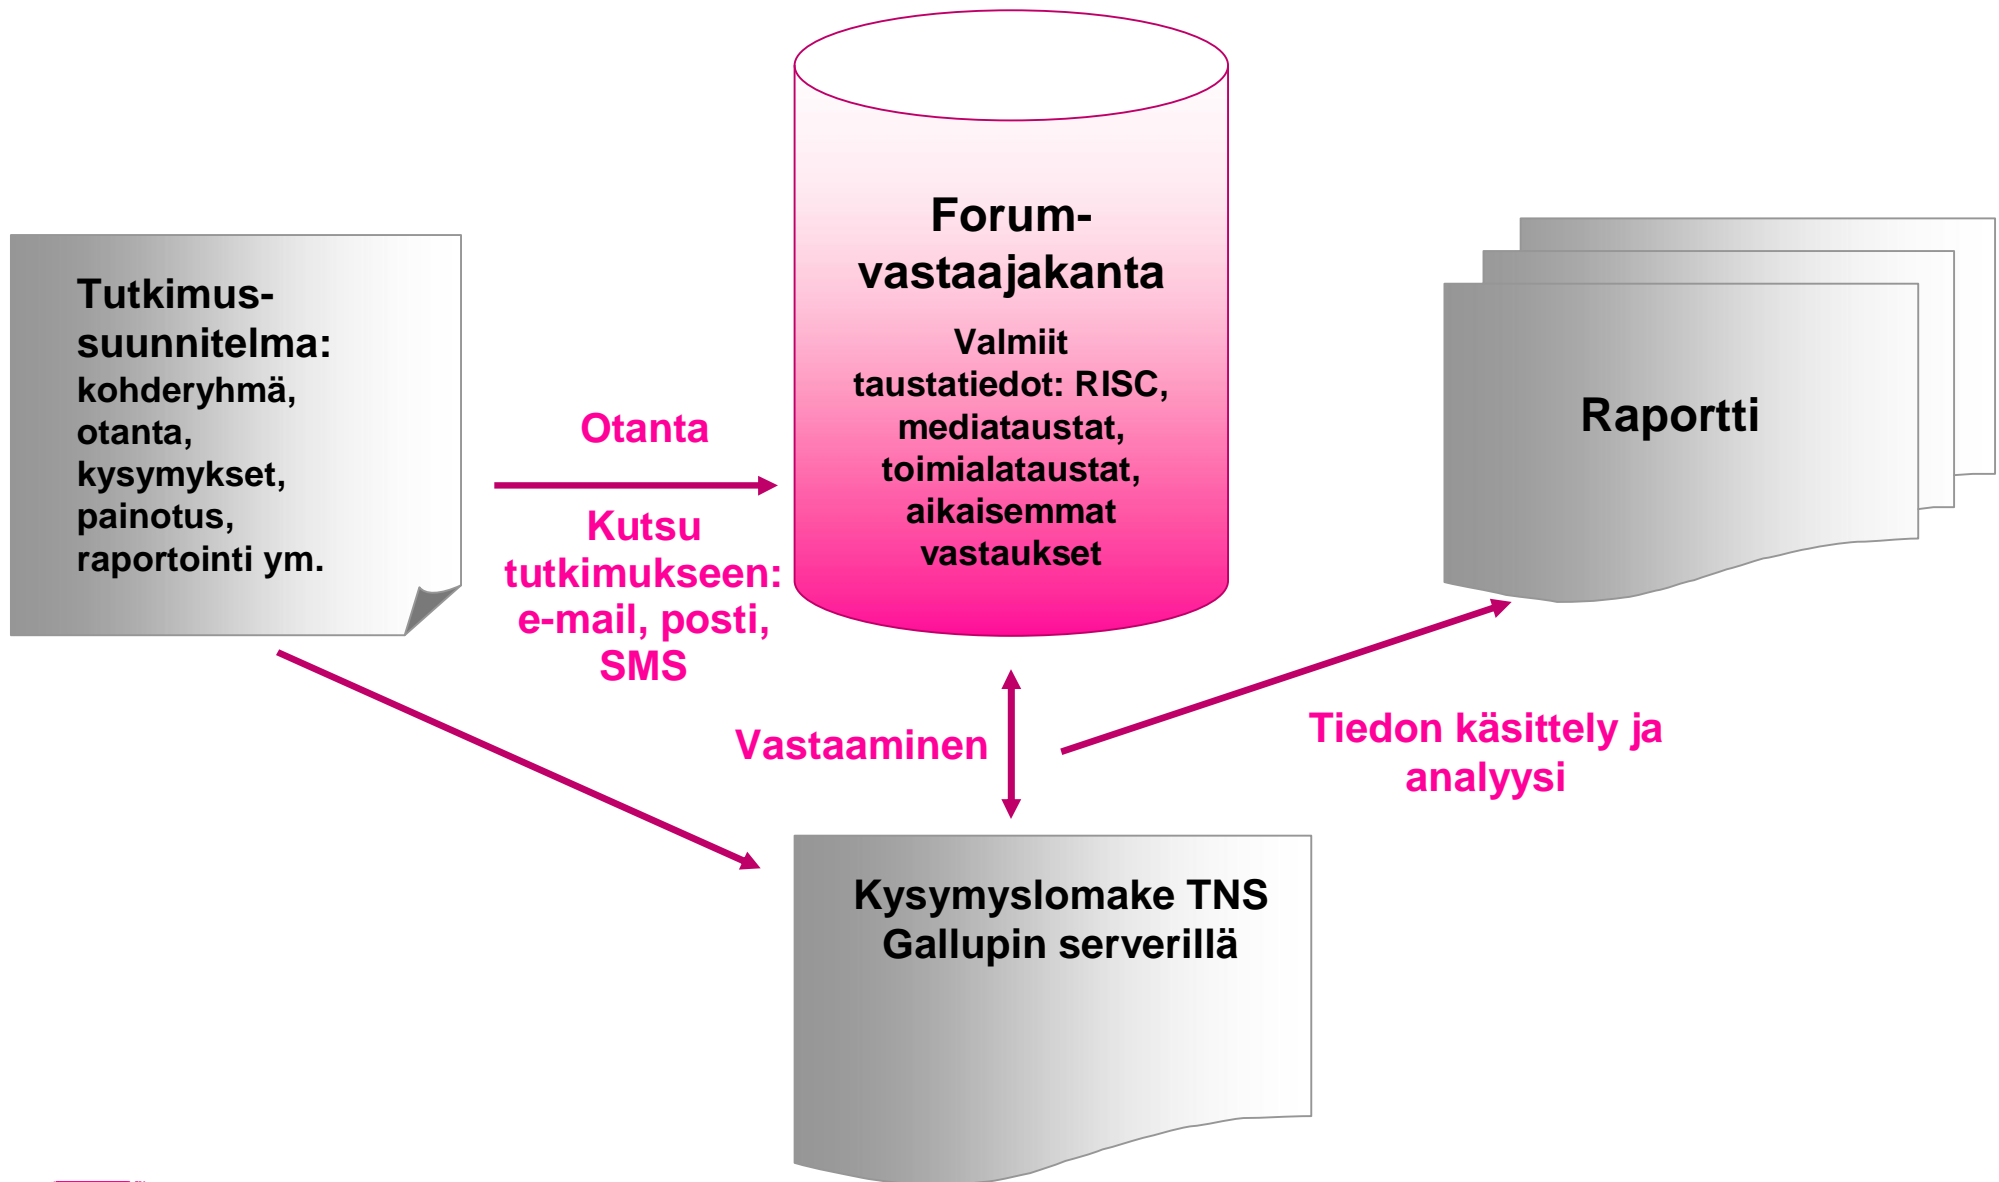 Tutkimus-
suunnitelma:
kohderyhmä,
otanta,
kysymykset,
painotus,
raportointi ym.
Otanta
Kutsu
tutkimukseen:
e-mail, posti,
SMS
Forum-
vastaajakanta
Valmiit
taustatiedot: RISC,
mediataustat,
toimialataustat,
aikaisemmat
vastaukset
Raportti
Vastaaminen
Tiedon käsittely ja
analyysi
Kysymyslomake TNS
Gallupin serverillä